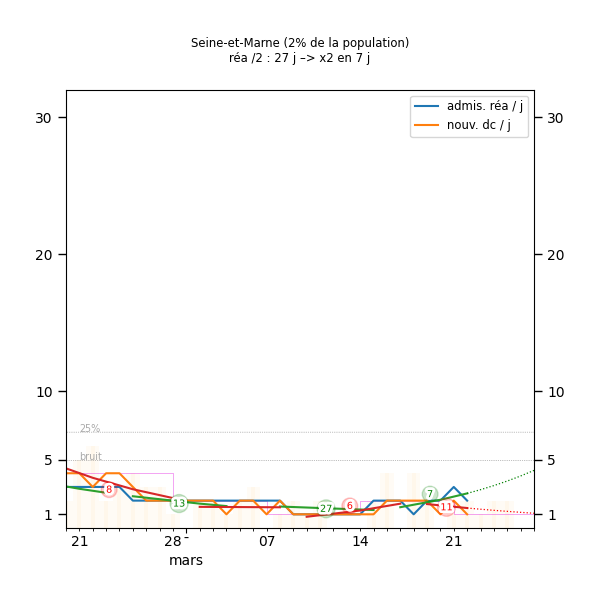 Seine-et-Marne (2% de la population)
réa /2 : 27 j –> x2 en 7 j
admis. réa / j
nouv. dc / j
30 30
20 20
10 10
25%
bruit
5 5
8 13 27 6 7 11
1 1
21 28 07 14 21
mars